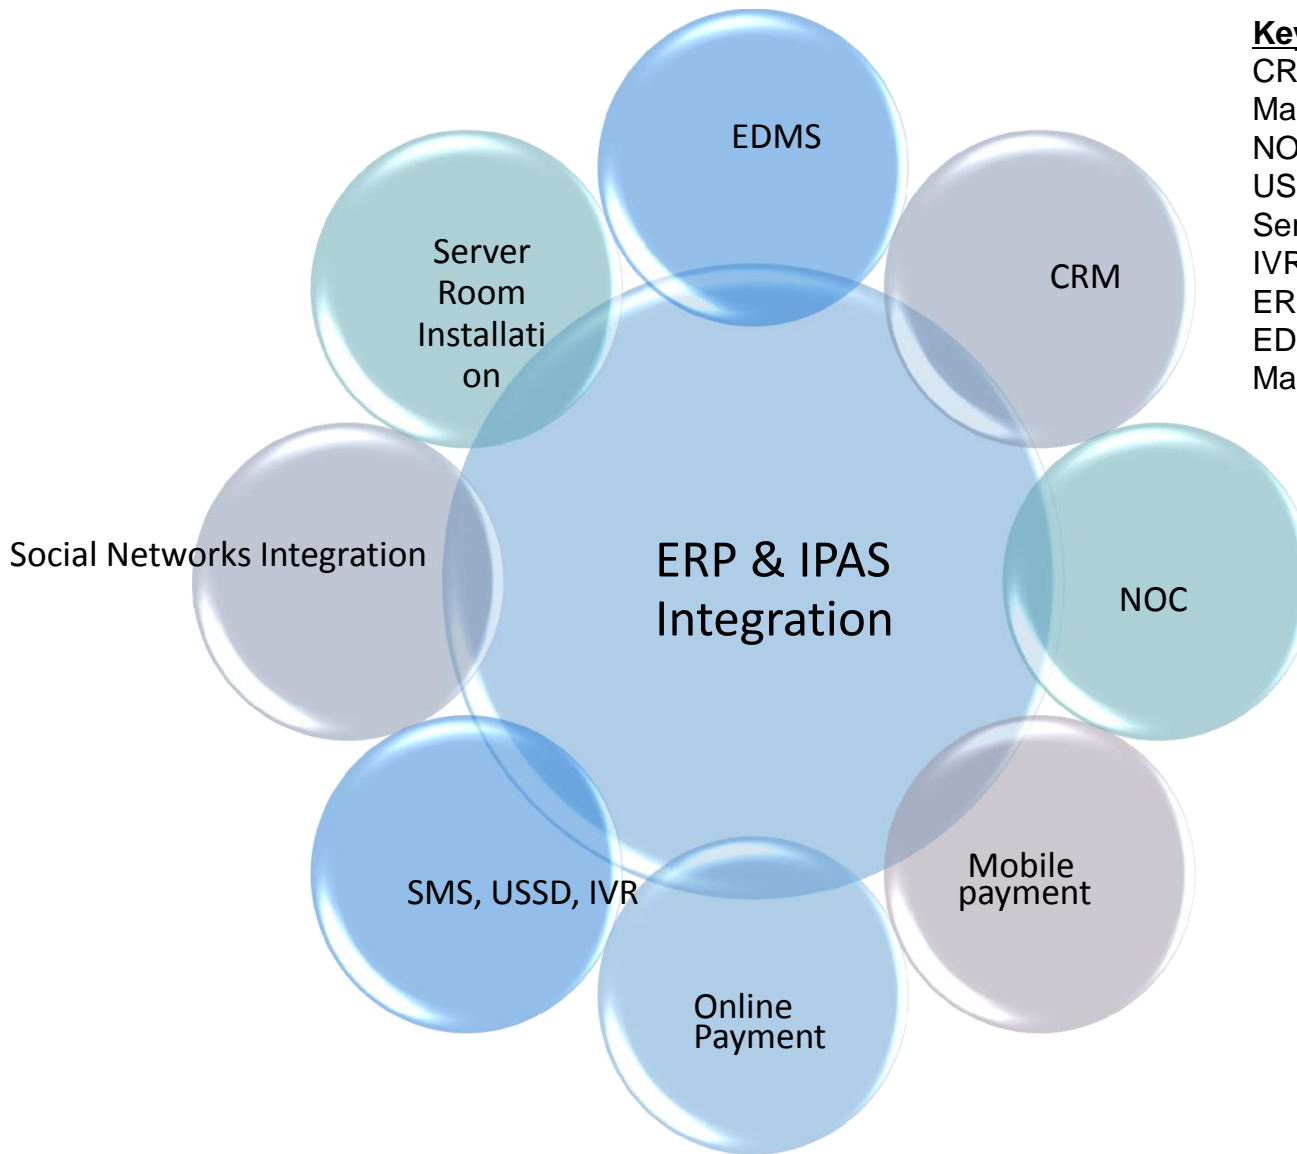 EDMS
CRM
NOC
Mobile
payment
Online
Payment
SMS, USSD, IVR
Social Networks Integration
Server
Room
Installati
on
ERP & IPAS
Integration